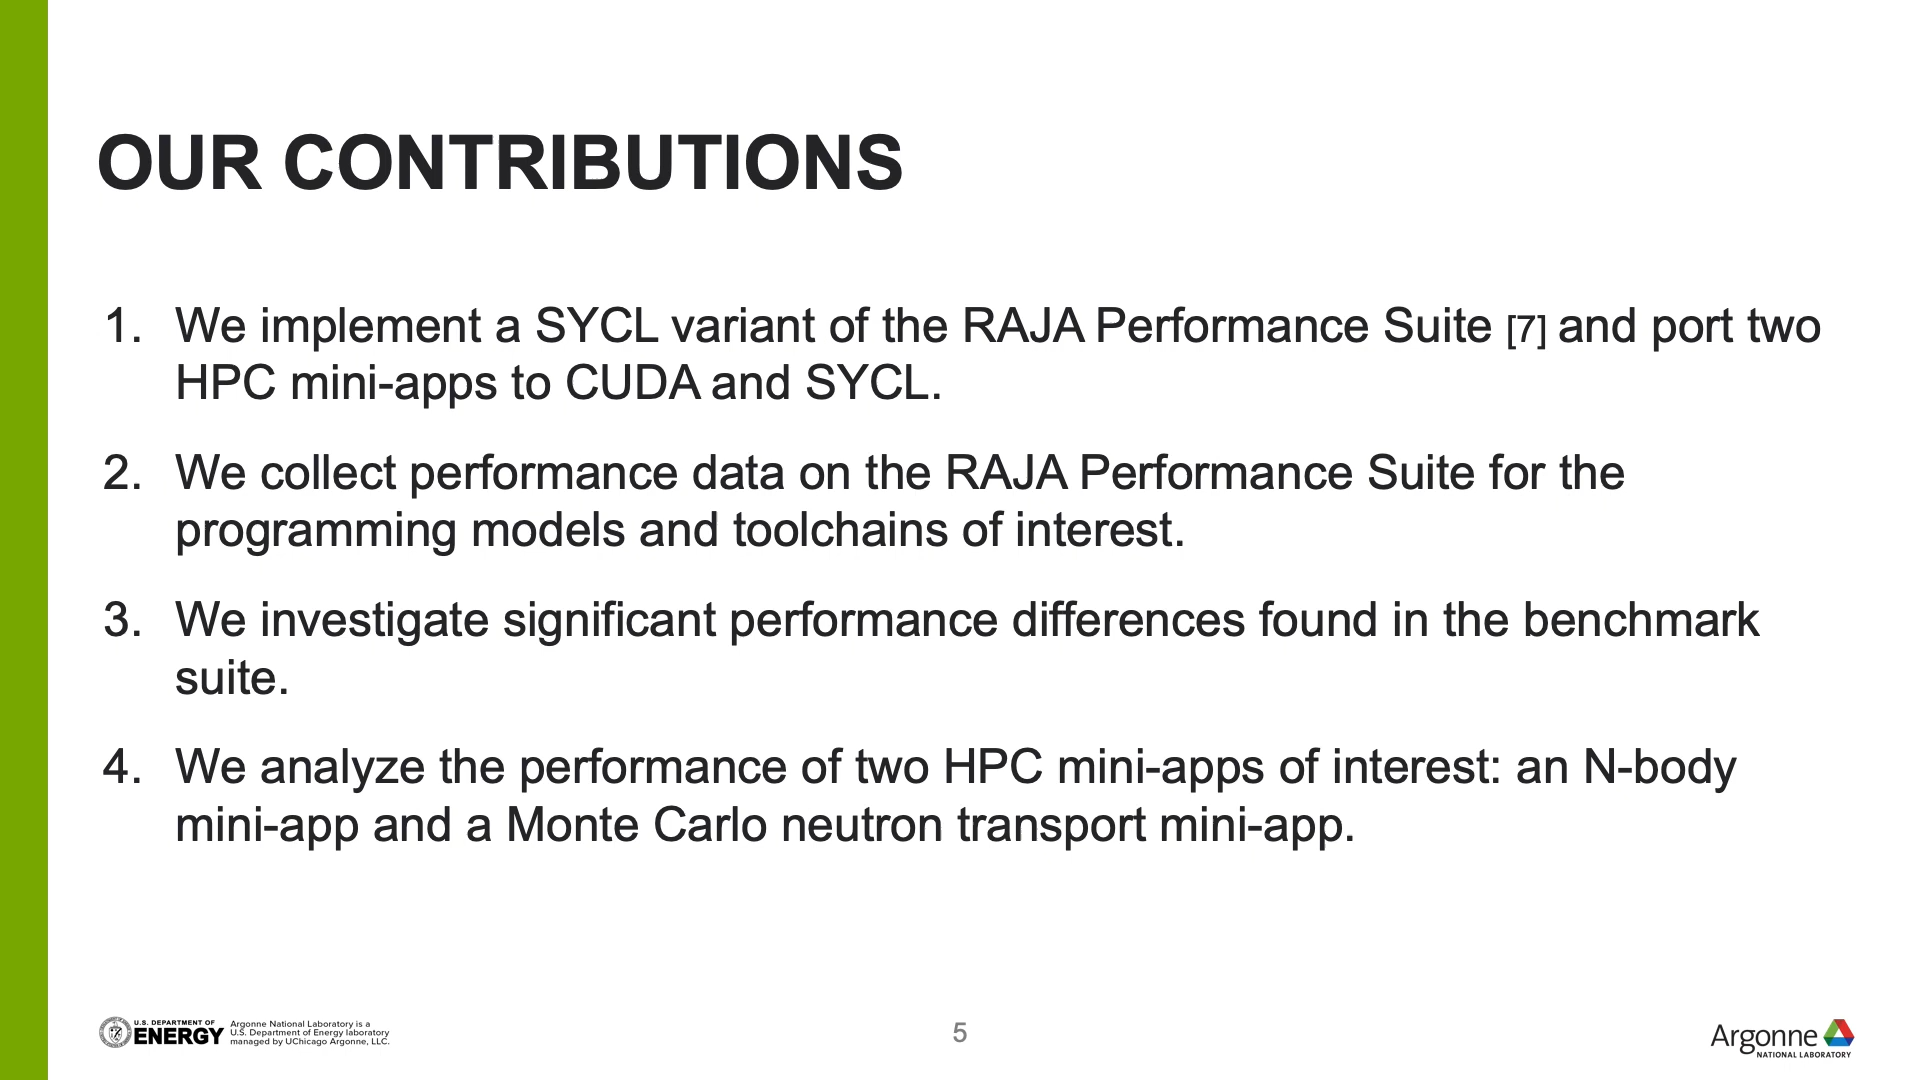 OUR CONTRIBUTIONS
1. We implement a SYCL variant of the RAJA Performance Suite [7] and port two
HPC mini-apps to CUDA and SYCL.
2. We collect performance data on the RAJA Performance Suite for the
programming models and toolchains of interest.
3. We investigate significant performance differences found in the benchmark
suite.
4. We analyze the performance of two HPC mini-apps of interest: an N-body
mini-app and a Monte Carlo neutron transport mini-app.
U.S. DEPARTMENT OF
ENERGY
Argonne National Laboratory is a
U.S. Department of Energy laboratory
managed by UChicago Argonne, LLC.
5
Argonne
NATIONAL LABORATORY